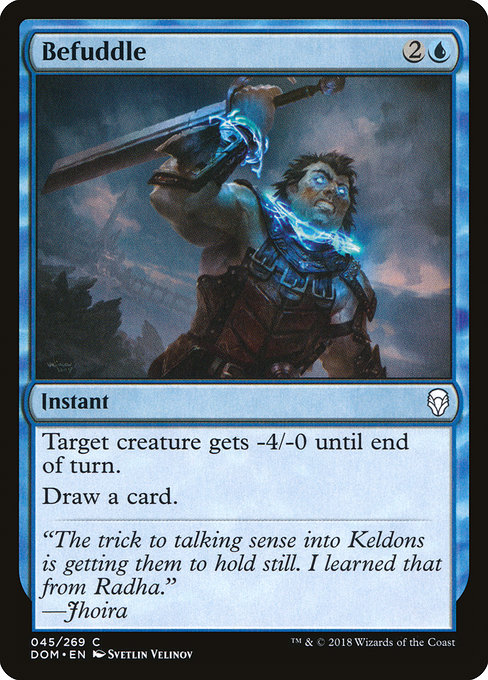 Befuddle 2
Instant
Target creature gets -4/-0 until end
of turn.
Draw a card.
“The trick to talking sense into Keldons
is getting them to hold still. I learned that
from Radha.”
—Jhoira
045/269 C
DOM • EN Svetlin Velinov
™ & © 2018 Wizards of the Coast